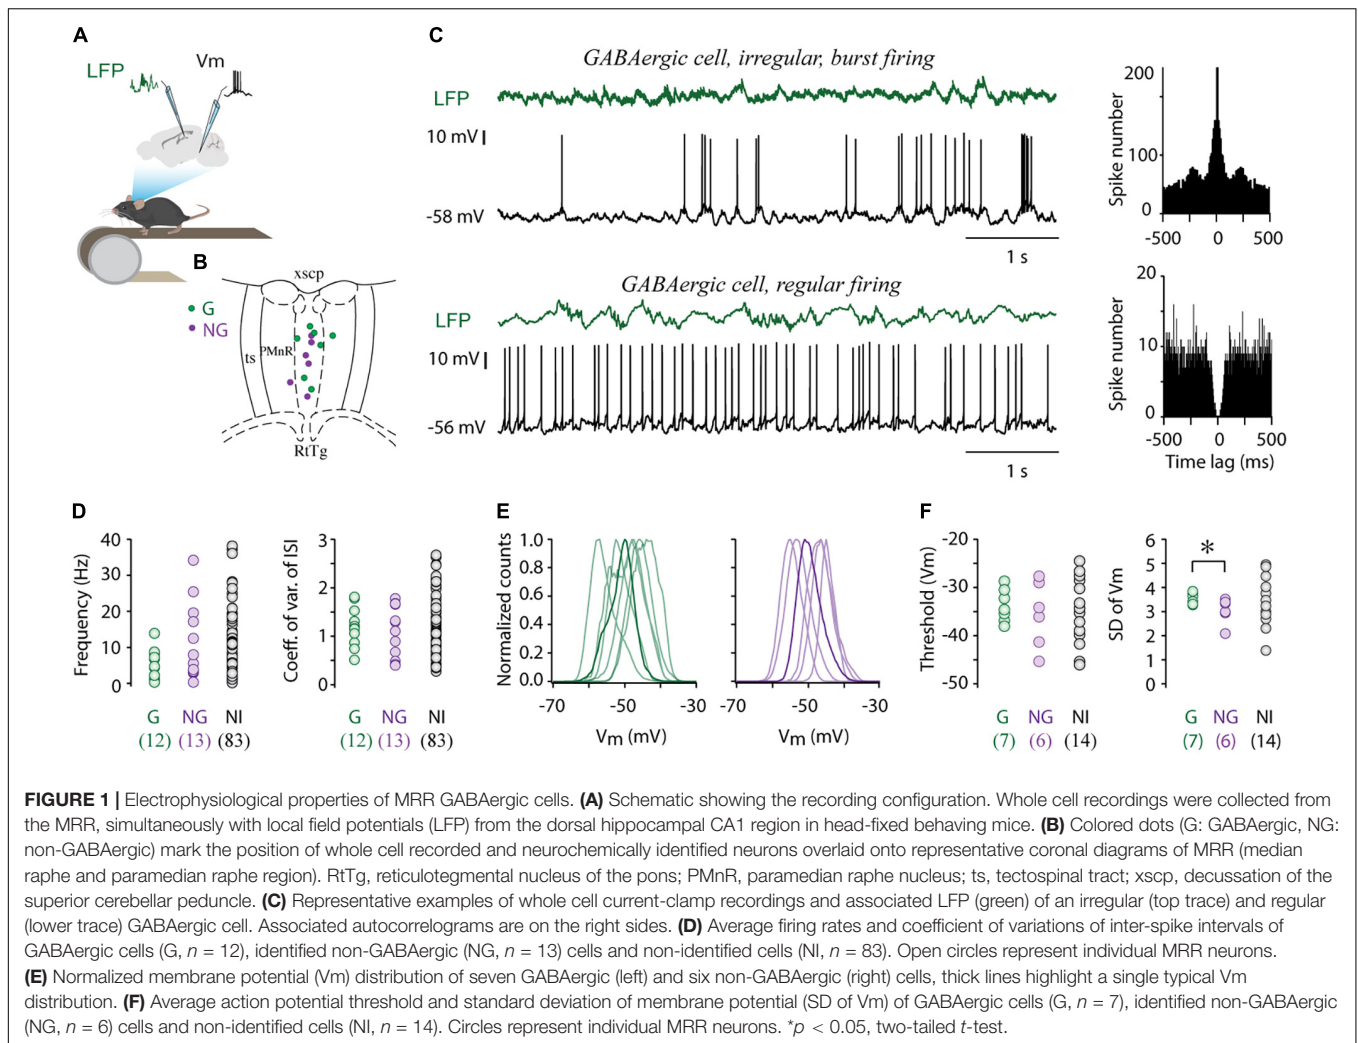 A
LFP
Vm
B
xscp
G
NG
ts
PMnR
RtTg
C
GABAergic cell, irregular, burst firing
LFP
10 mV
-58 mV
1 s
200
100
0
Spike number
-500 0 500
GABAergic cell, regular firing
LFP
10 mV
-56 mV
1 s
20
10
0
Spike number
-500 0 500
Time lag (ms)
D
40
30
20
10
0
Frequency (Hz)
G NG NI
(12) (13) (83)
3
2
1
0
Coeff. of var. of ISI
G NG NI
(12) (13) (83)
E
1.0
0.8
0.6
0.4
0.2
0.0
Normalized counts
-70 -50 -30
Vm (mV)
-70 -50 -30
Vm (mV)
F
-20
-30
-40
-50
Threshold (Vm)
G NG NI
(7) (6) (14)
6
5
4
3
2
1
0
SD of Vm
*
G NG NI
(7) (6) (14)
FIGURE 1 | Electrophysiological properties of MRR GABAergic cells. (A) Schematic showing the recording configuration. Whole cell recordings were collected from
the MRR, simultaneously with local field potentials (LFP) from the dorsal hippocampal CA1 region in head-fixed behaving mice. (B) Colored dots (G: GABAergic, NG:
non-GABAergic) mark the position of whole cell recorded and neurochemically identified neurons overlaid onto representative coronal diagrams of MRR (median
raphe and paramedian raphe region). RtTg, reticulotegmental nucleus of the pons; PMnR, paramedian raphe nucleus; ts, tectospinal tract; xscp, decussation of the
superior cerebellar peduncle. (C) Representative examples of whole cell current-clamp recordings and associated LFP (green) of an irregular (top trace) and regular
(lower trace) GABAergic cell. Associated autocorrelograms are on the right sides. (D) Average firing rates and coefficient of variations of inter-spike intervals of
GABAergic cells (G, n = 12), identified non-GABAergic (NG, n = 13) cells and non-identified cells (NI, n = 83). Open circles represent individual MRR neurons.
(E) Normalized membrane potential (Vm) distribution of seven GABAergic (left) and six non-GABAergic (right) cells, thick lines highlight a single typical Vm
distribution. (F) Average action potential threshold and standard deviation of membrane potential (SD of Vm) of GABAergic cells (G, n = 7), identified non-GABAergic
(NG, n = 6) cells and non-identified cells (NI, n = 14). Circles represent individual MRR neurons. *p < 0.05, two-tailed t-test.